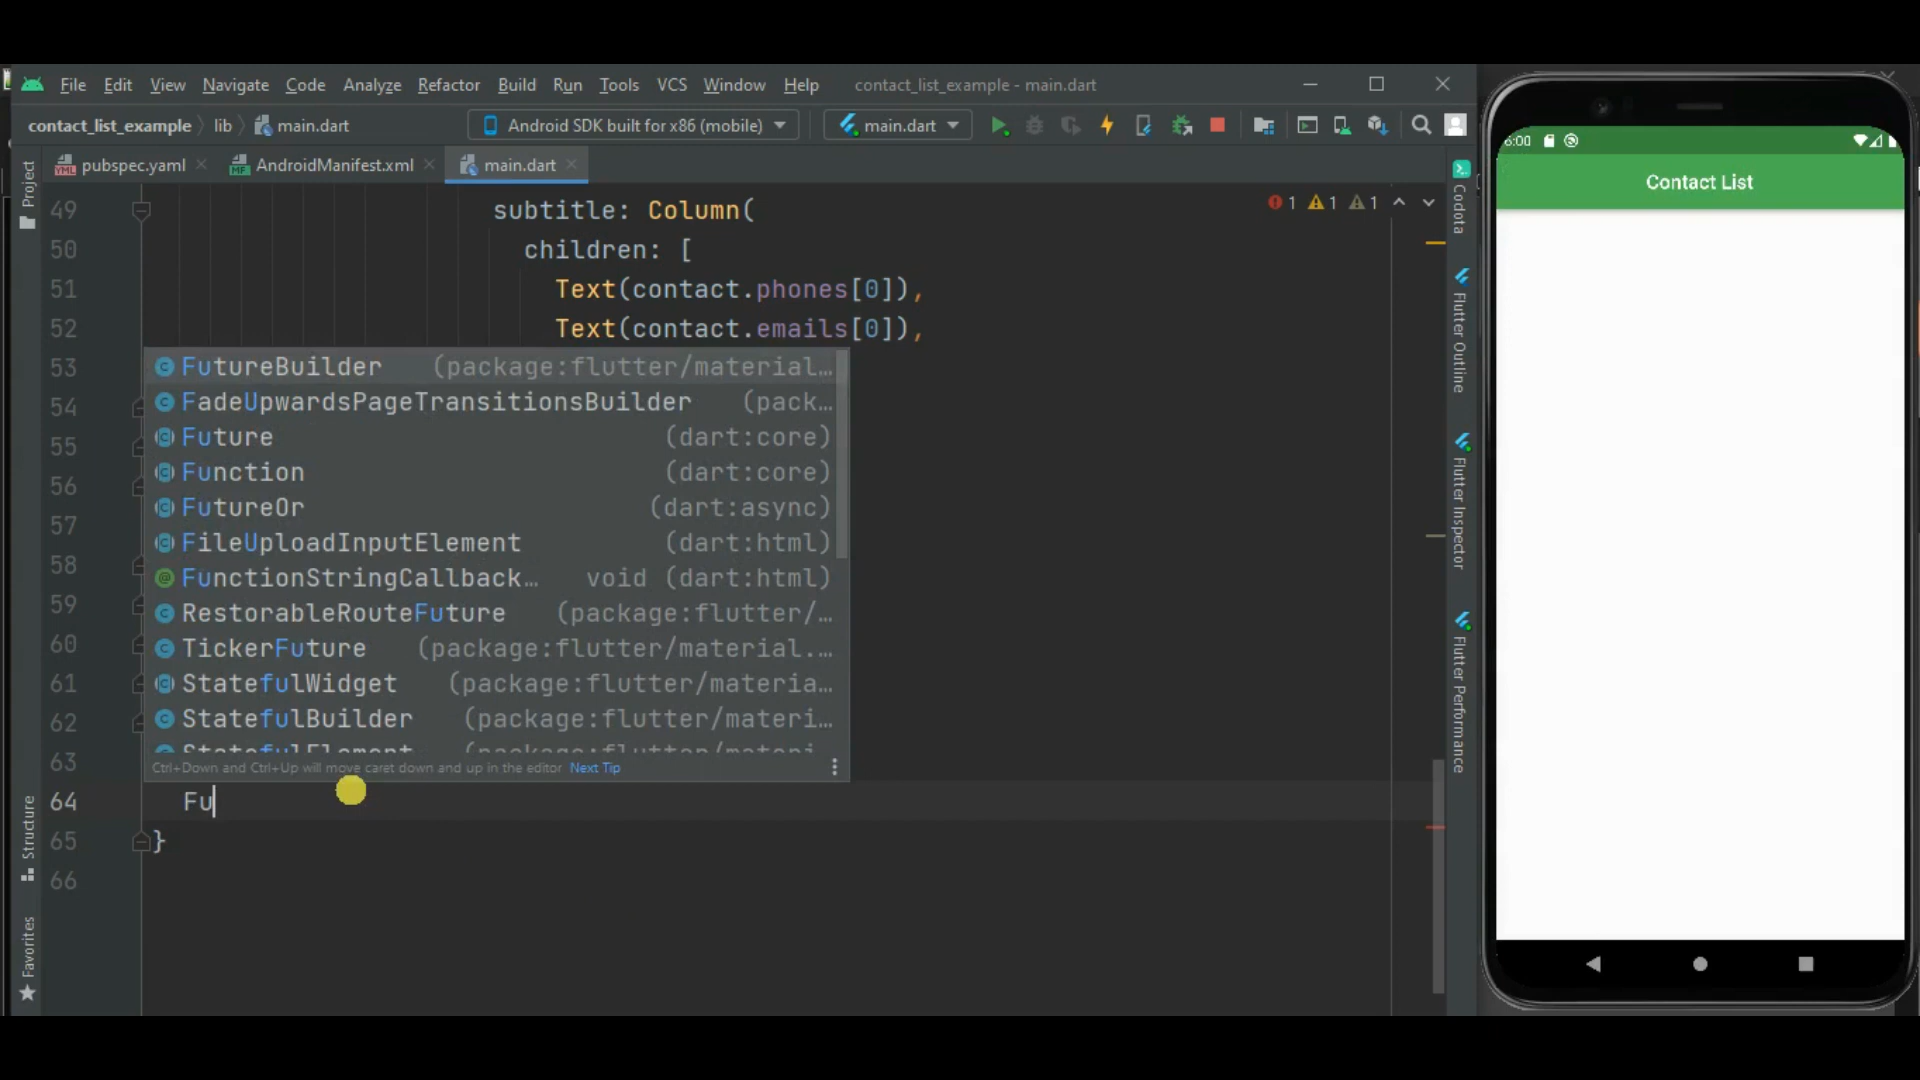 File Edit View Navigate Code Analyze Refactor Build Run Tools VCS Window Help contact_list_example - main.dart
contact_list_example lib main.dart Android SDK built for x86 (mobile) main.dart
pubspec.yaml AndroidManifest.xml main.dart
49 subtitle: Column( 1 1 1
50 children: [
51 Text(contact.phones[0]),
52 Text(contact.emails[0]),
53 FutureBuilder (package:flutter/material…
54 FadeUpwardsPageTransitionsBuilder (pack…
55 Future (dart:core)
56 Function (dart:core)
57 FutureOr (dart:async)
FileUploadInputElement (dart:html)
58 FunctionStringCallback… void (dart:html)
59 RestorableRouteFuture (package:flutter/…
60 TickerFuture (package:flutter/material.…
61 StatefulWidget (package:flutter/materia…
62 StatefulBuilder (package:flutter/materi…
StatefulElement (package:flutter/materi
63 Ctrl+Down and Ctrl+Up will move caret down and up in the editor Next Tip
64 Fu
65 }
66
Project
Structure
Favorites
Codota
Flutter Outline
Flutter Inspector
Flutter Performance
6:00
Contact List